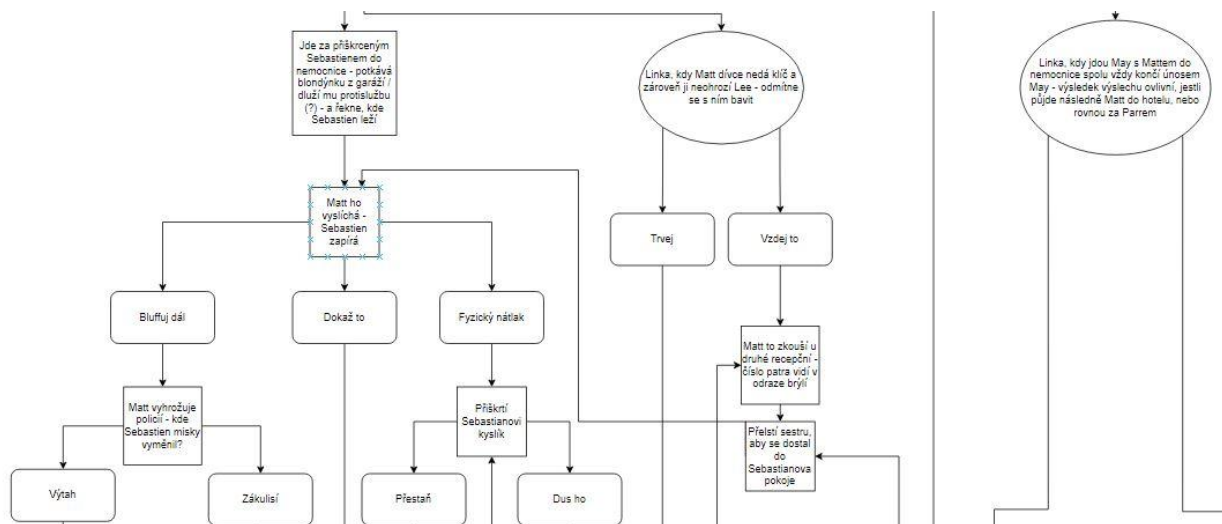 Jde za přiškrceným
Sebastienem do
nemocnice - potkává
blondýnku z garáží /
dluží mu protislužbu
(?) - a řekne, kde
Sebastien leží
Linka, kdy Matt dívce nedá klíč a
zároveň ji neohrozí Lee - odmítne
se s ním bavit
Linka, kdy jdou May s Mattem do
nemocnice spolu vždy končí únosem
May - výsledek výslechu ovlivní, jestli
půjde následně Matt do hotelu, nebo
rovnou za Parrem
Matt ho
vyslíchá -
Sebastien
zapírá
Trvej
Vzdej to
Bluffuj dál
Dokaž to
Fyzický nátlak
Matt to zkouší u
druhé recepční -
číslo patra vidí v
odraze brýlí
Matt vyhrožuje
policií - kde
Sebastien misky
vyměnil?
Přiškrtí
Sebastianovi
kyslík
Přelstí sestru,
aby se dostal
do
Sebastianova
pokoje
Výtah
Zákulisí
Přestaň
Dus ho